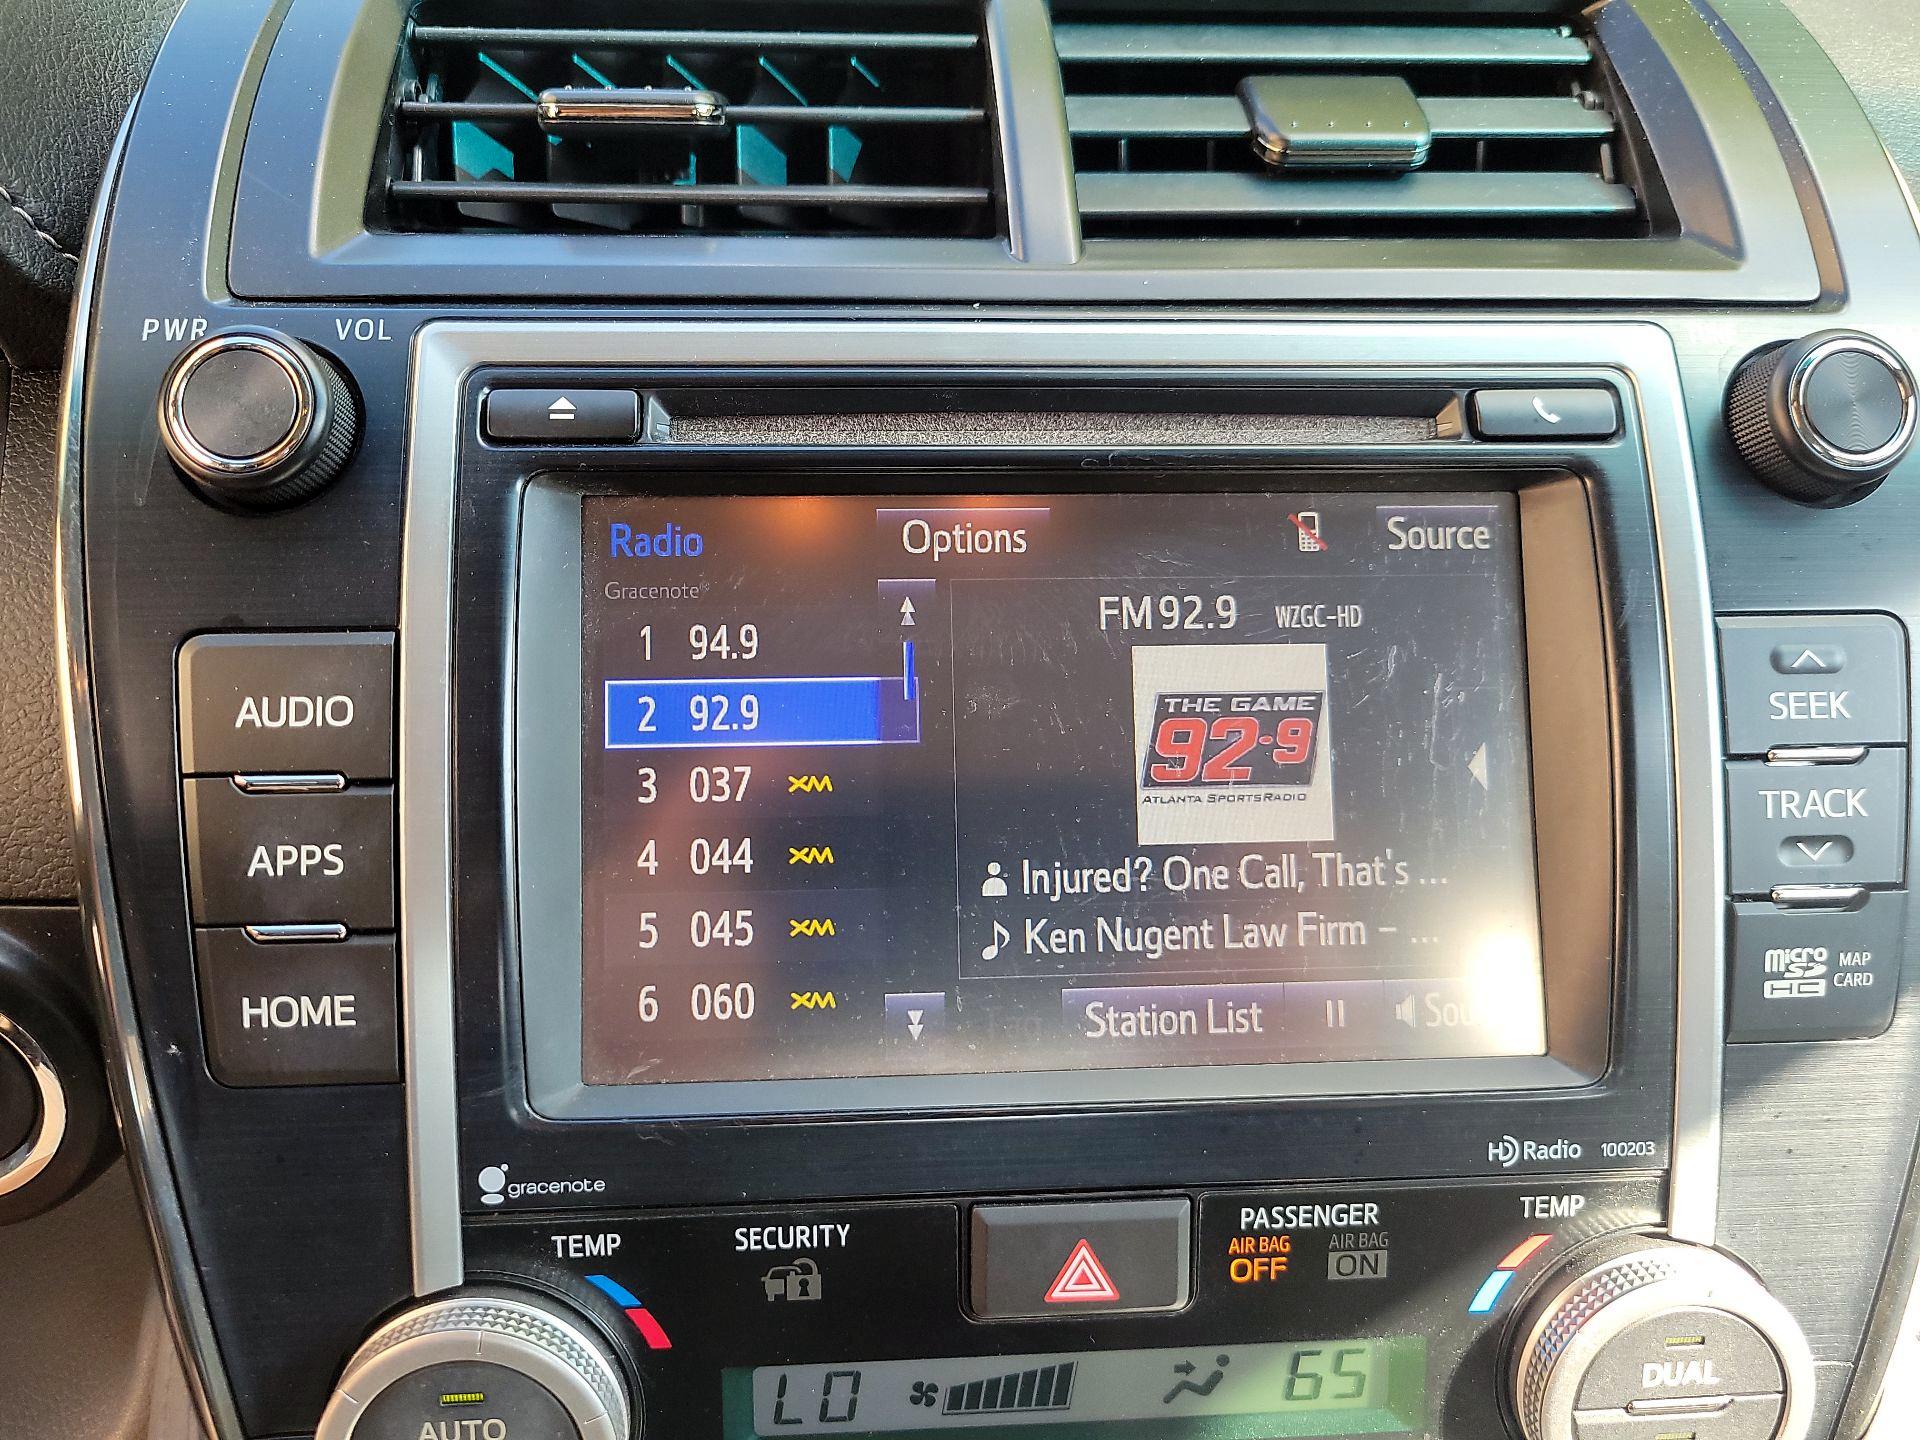 PWR VOL
Radio Options Source
Gracenote®
1 94.9
2 92.9
3 037 XM
4 044 XM
5 045 XM
6 060 XM
FM 92.9 WZGC-HD
THE GAME
92.9
ATLANTA SPORTSRADIO
Injured? One Call, That's ...
Ken Nugent Law Firm - ...
Tag Station List Sou
AUDIO
APPS
HOME
SEEK
TRACK
micro SD HC MAP CARD
gracenote
HD Radio 100203
TEMP
SECURITY
PASSENGER
AIR BAG OFF
AIR BAG ON
TEMP
LO 65
AUTO
DUAL